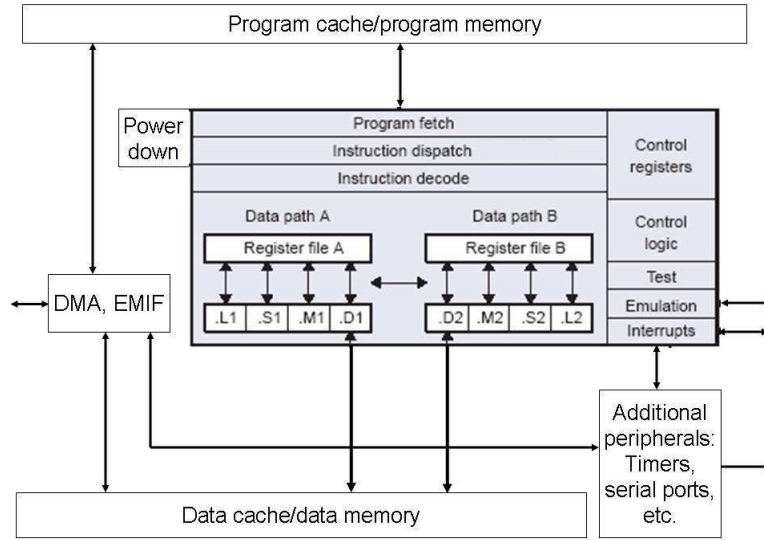 Program cache/program memory
Power
down
Program fetch
Instruction dispatch
Instruction decode
Control
registers
Data path A
Data path B
Control
logic
Register file A
Register file B
Test
DMA, EMIF
.L1 .S1 .M1 .D1
.D2 .M2 .S2 .L2
Emulation
Interrupts
Additional
peripherals:
Timers,
serial ports,
etc.
Data cache/data memory